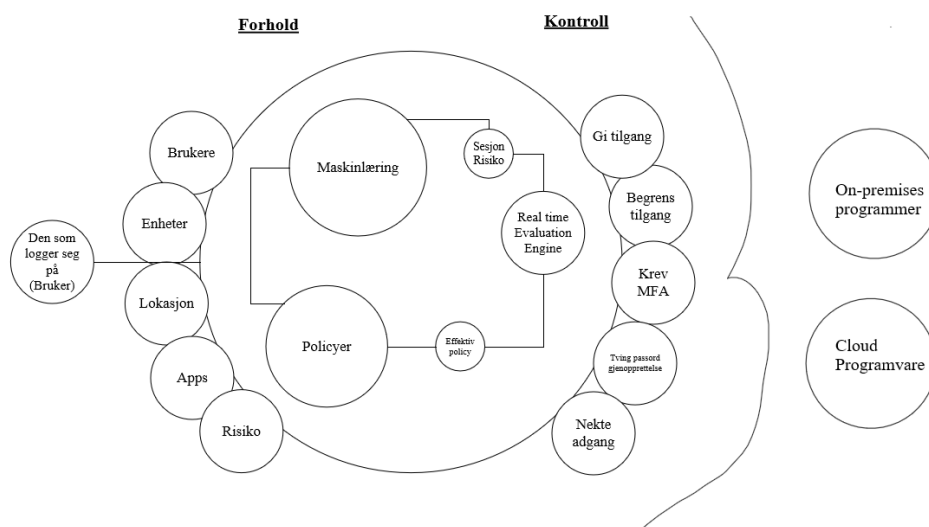 Forhold
Kontroll
Brukere
Enheter
Den som
logger seg
på
(Bruker)
Lokasjon
Apps
Risiko
Maskinlæring
Sesjon
Risiko
Real time
Evaluation
Engine
Policyer
Effektiv
policy
Gi tilgang
Begrens
tilgang
Krev
MFA
Tving passord
gjenopprettelse
Nekte
adgang
On-premises
programmer
Cloud
Programvare